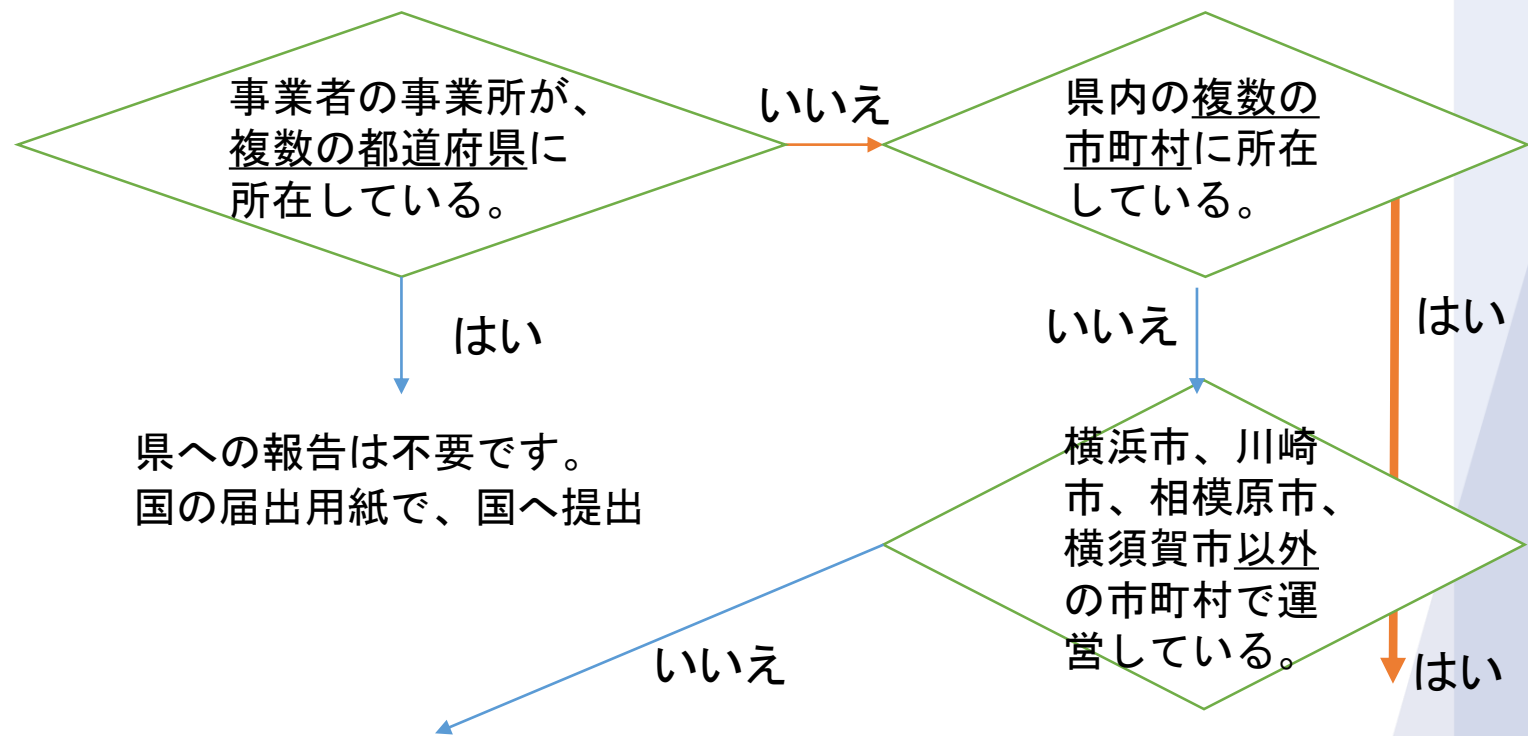 事業者の事業所が、
複数の都道府県に
所在している。
いいえ
県内の複数の
市町村に所在
している。
はい
いいえ
はい
県への報告は不要です。
国の届出用紙で、国へ提出
横浜市、川崎
市、相模原市、
横須賀市以外
の市町村で運
営している。
いいえ
はい